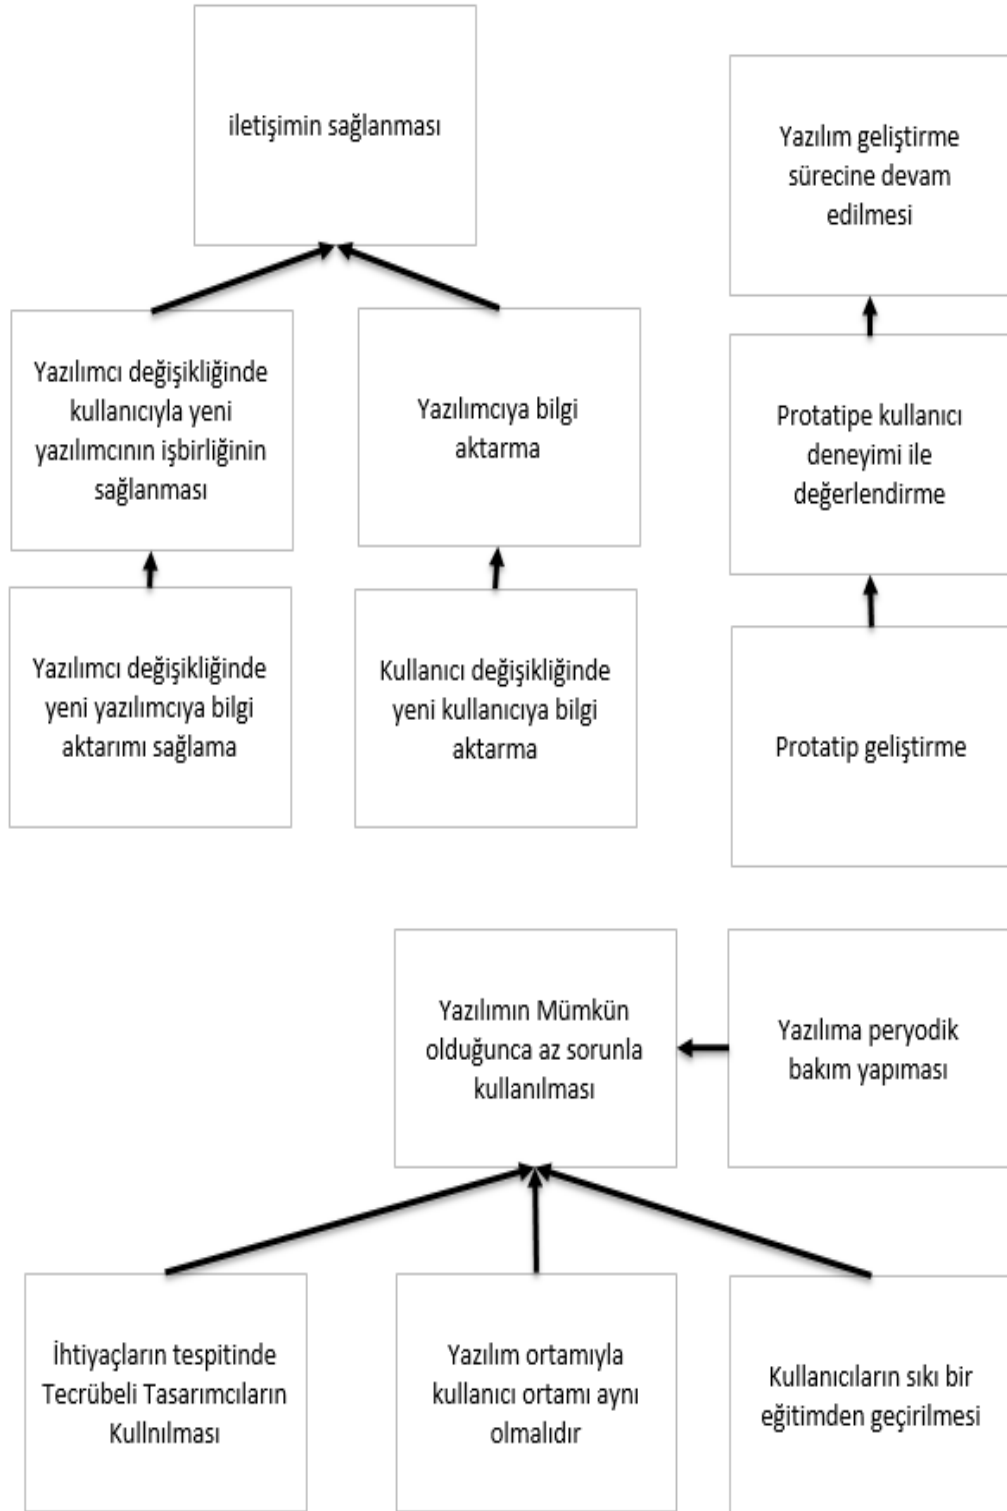 iletişimin sağlanması
Yazılım geliştirme
sürecine devam
edilmesi
Yazılımcı değişikliğinde
kullanıcıyla yeni
yazılımcının işbirliğinin
sağlanması
Yazılımcıya bilgi
aktarma
Protatipe kullanıcı
deneyimi ile
değerlendirme
Yazılımcı değişikliğinde
yeni yazılımcıya bilgi
aktarımı sağlama
Kullanıcı değişikliğinde
yeni kullanıcıya bilgi
aktarma
Protatip geliştirme
Yazılımın Mümkün
olduğunca az sorunla
kullanılması
Yazılıma peryodik
bakım yapıması
İhtiyaçların tespitinde
Tecrübeli Tasarımcıların
Kullnılması
Yazılım ortamıyla
kullanıcı ortamı aynı
olmalıdır
Kullanıcıların sıkı bir
eğitimden geçirilmesi